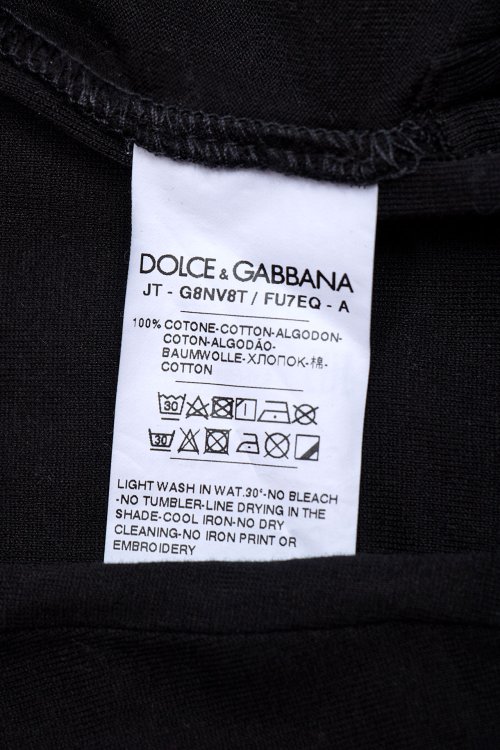 DOLCE & GABBANA
JT - G8NV8T / FU7EQ - A
100% COTONE-COTTON-ALGODON-
COTON-ALGODÃO-
BAUMWOLLE-ХЛОПОК-棉-
COTTON
30
30
LIGHT WASH IN WAT.30°-NO BLEACH
-NO TUMBLER-LINE DRYING IN THE
SHADE-COOL IRON-NO DRY
CLEANING-NO IRON PRINT OR
EMBROIDERY